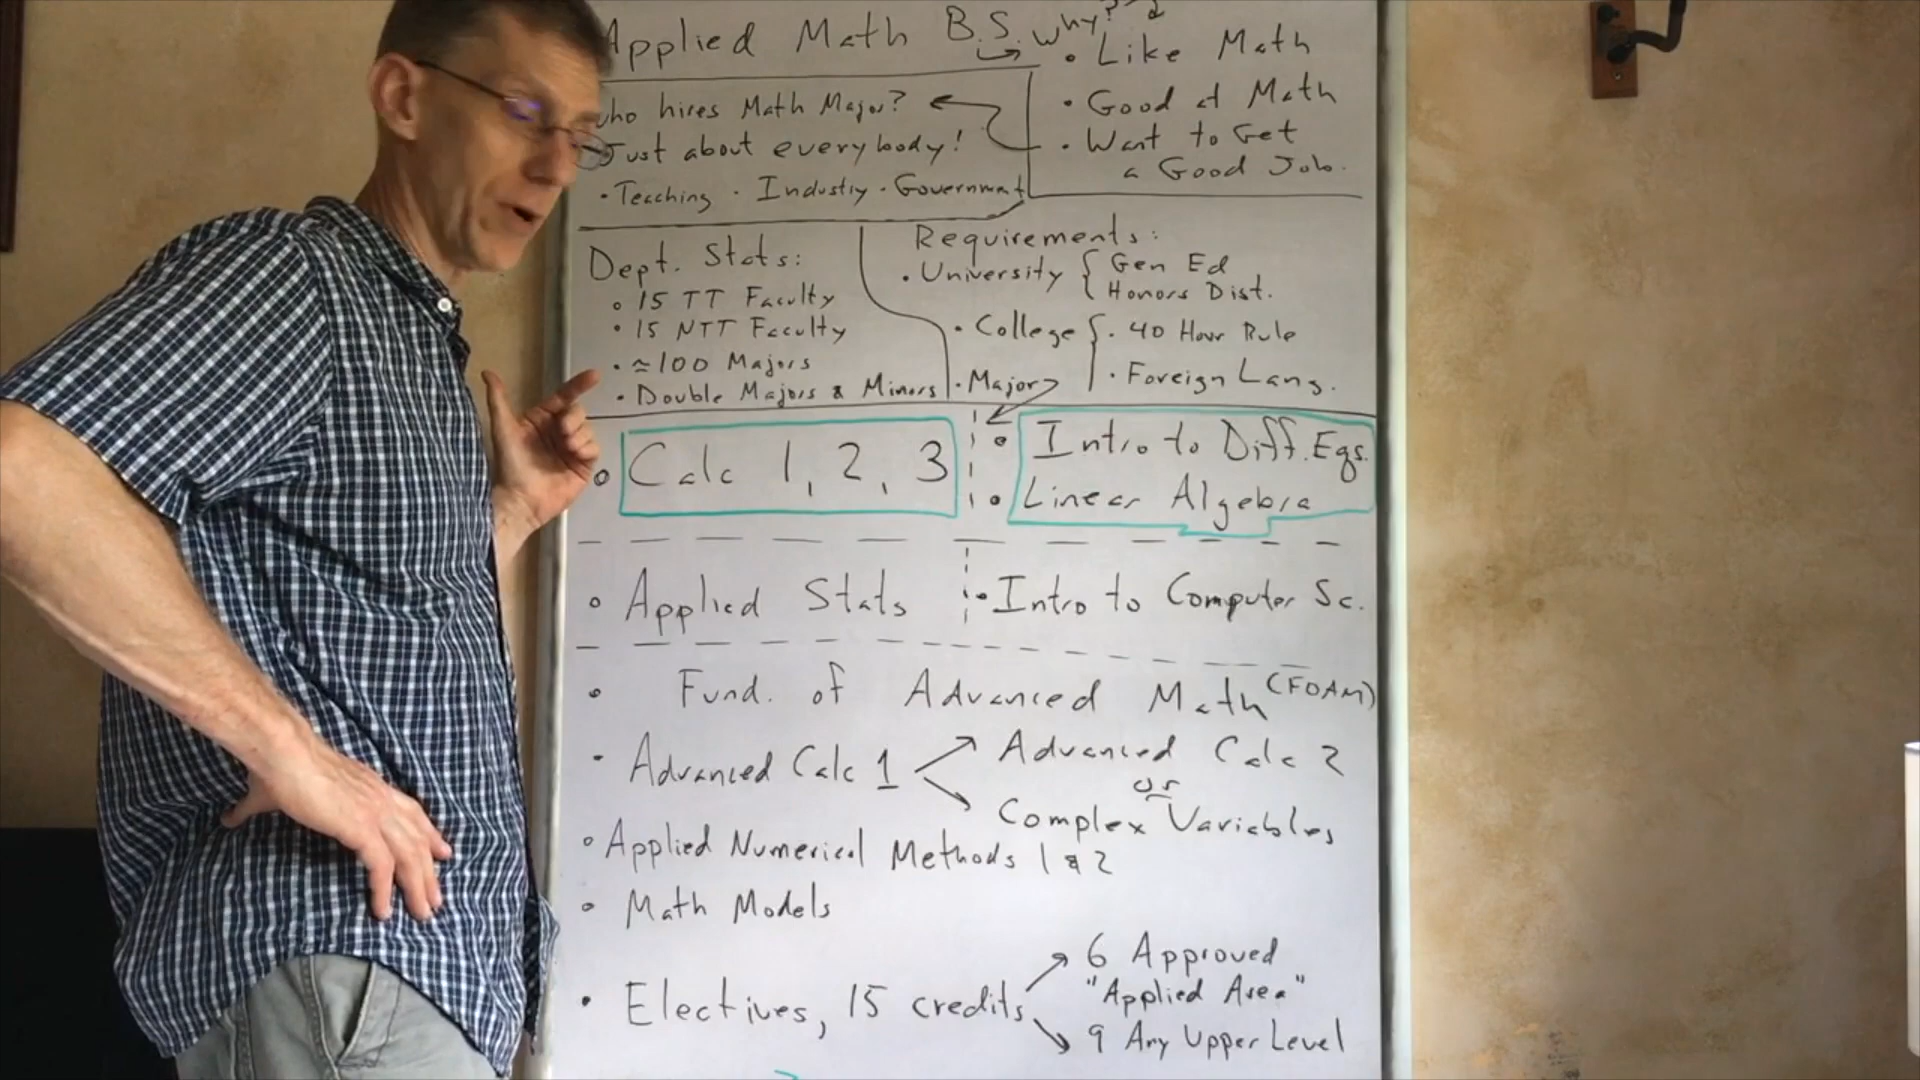 Applied Math B.S. why?
• Like Math
• Good at Math
• Want to Get
a Good Job.
who hires Math Major?
Just about everybody!
• Teaching • Industry • Government
Dept. Stats:
• 15 TT Faculty
• 15 NTT Faculty
• ≈100 Majors
• Double Majors & Minors
Requirements:
• University { Gen Ed
Honors Dist.
• College { • 40 Hour Rule
• Foreign Lang.
• Major
• Calc 1, 2, 3
• Intro to Diff. Eqs.
• Linear Algebra
• Applied Stats
• Intro to Computer Sc.
• Fund. of Advanced Math (FOAM)
• Advanced Calc 1
Advanced Calc 2
or
Complex Variables
• Applied Numerical Methods 1 & 2
• Math Models
• Electives, 15 credits
6 Approved
"Applied Area"
9 Any Upper Level